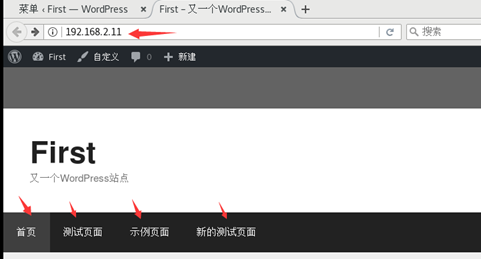 菜单 ‹ First — WordPress × First – 又一个WordPress... ×
192.168.2.11 搜索
First 自定义 0 新建
First
又一个WordPress站点
首页 测试页面 示例页面 新的测试页面